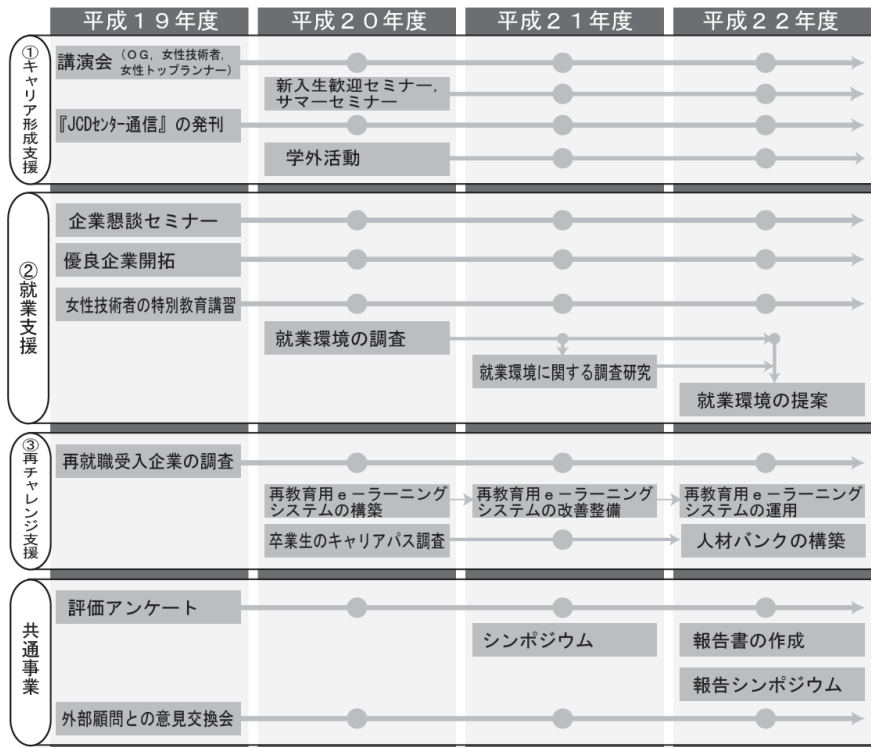 平成１９年度
平成２０年度
平成２１年度
平成２２年度
①キャリア形成支援
講演会（ＯＧ，女性技術者，
女性トップランナー）
新入生歓迎セミナー，
サマーセミナー
『JCDセンター通信』の発刊
学外活動
②就業支援
企業懇談セミナー
優良企業開拓
女性技術者の特別教育講習
就業環境の調査
就業環境に関する調査研究
就業環境の提案
③再チャレンジ支援
再就職受入企業の調査
再教育用ｅ－ラーニング
システムの構築
再教育用ｅ－ラーニング
システムの改善整備
再教育用ｅ－ラーニング
システムの運用
卒業生のキャリアパス調査
人材バンクの構築
共通事業
評価アンケート
シンポジウム
報告書の作成
報告シンポジウム
外部顧問との意見交換会